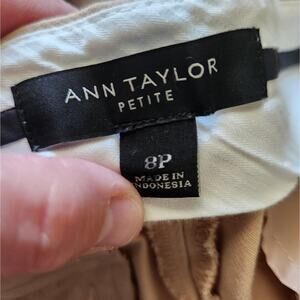 ANN TAYLOR
PETITE
8P
MADE IN
INDONESIA